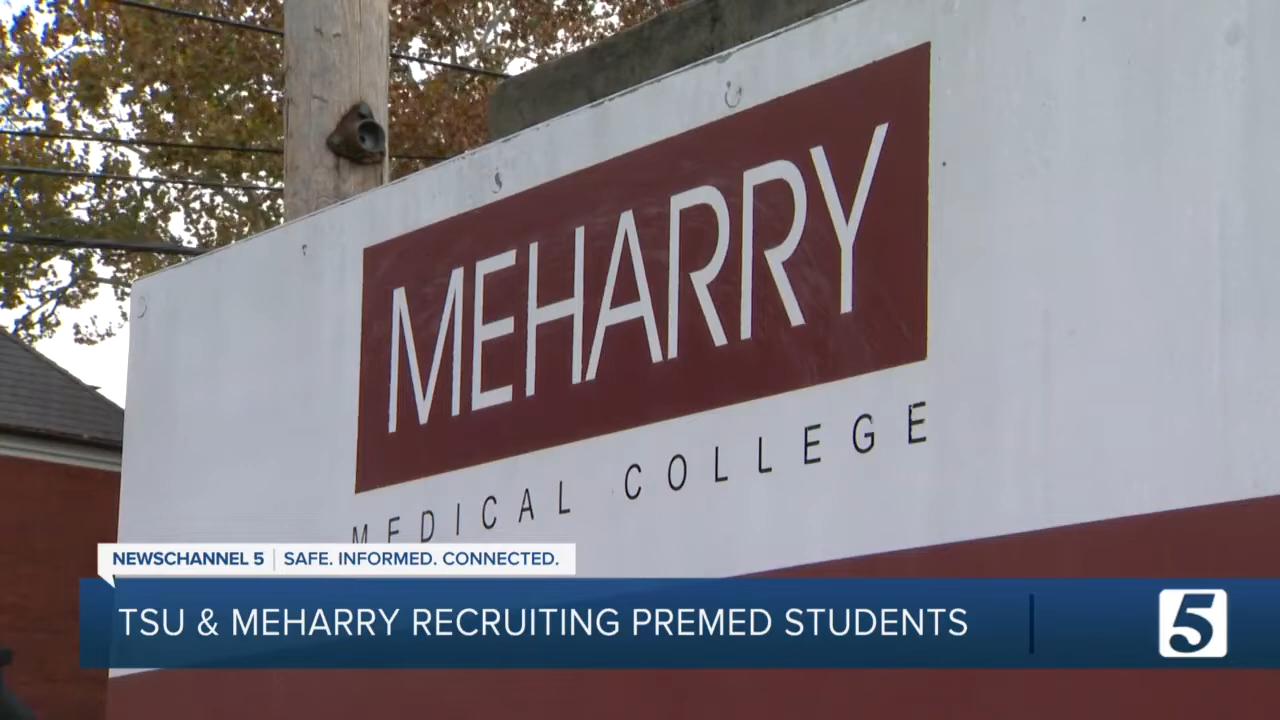 MEHARRY
MEDICAL COLLEGE
NEWSCHANNEL 5 | SAFE. INFORMED. CONNECTED.
TSU & MEHARRY RECRUITING PREMED STUDENTS
5